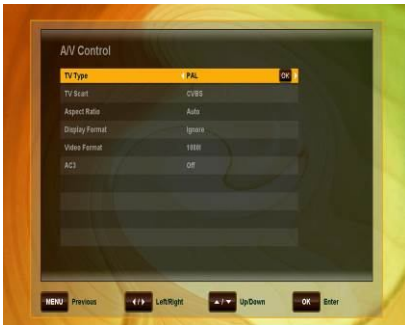 A/V Control
TV Type PAL OK
TV Scart CVBS
Aspect Ratio Auto
Display Format Ignore
Video Format 1080I
AC3 Off
MENU Previous ◄/► Left/Right ▲/▼ Up/Down OK Enter